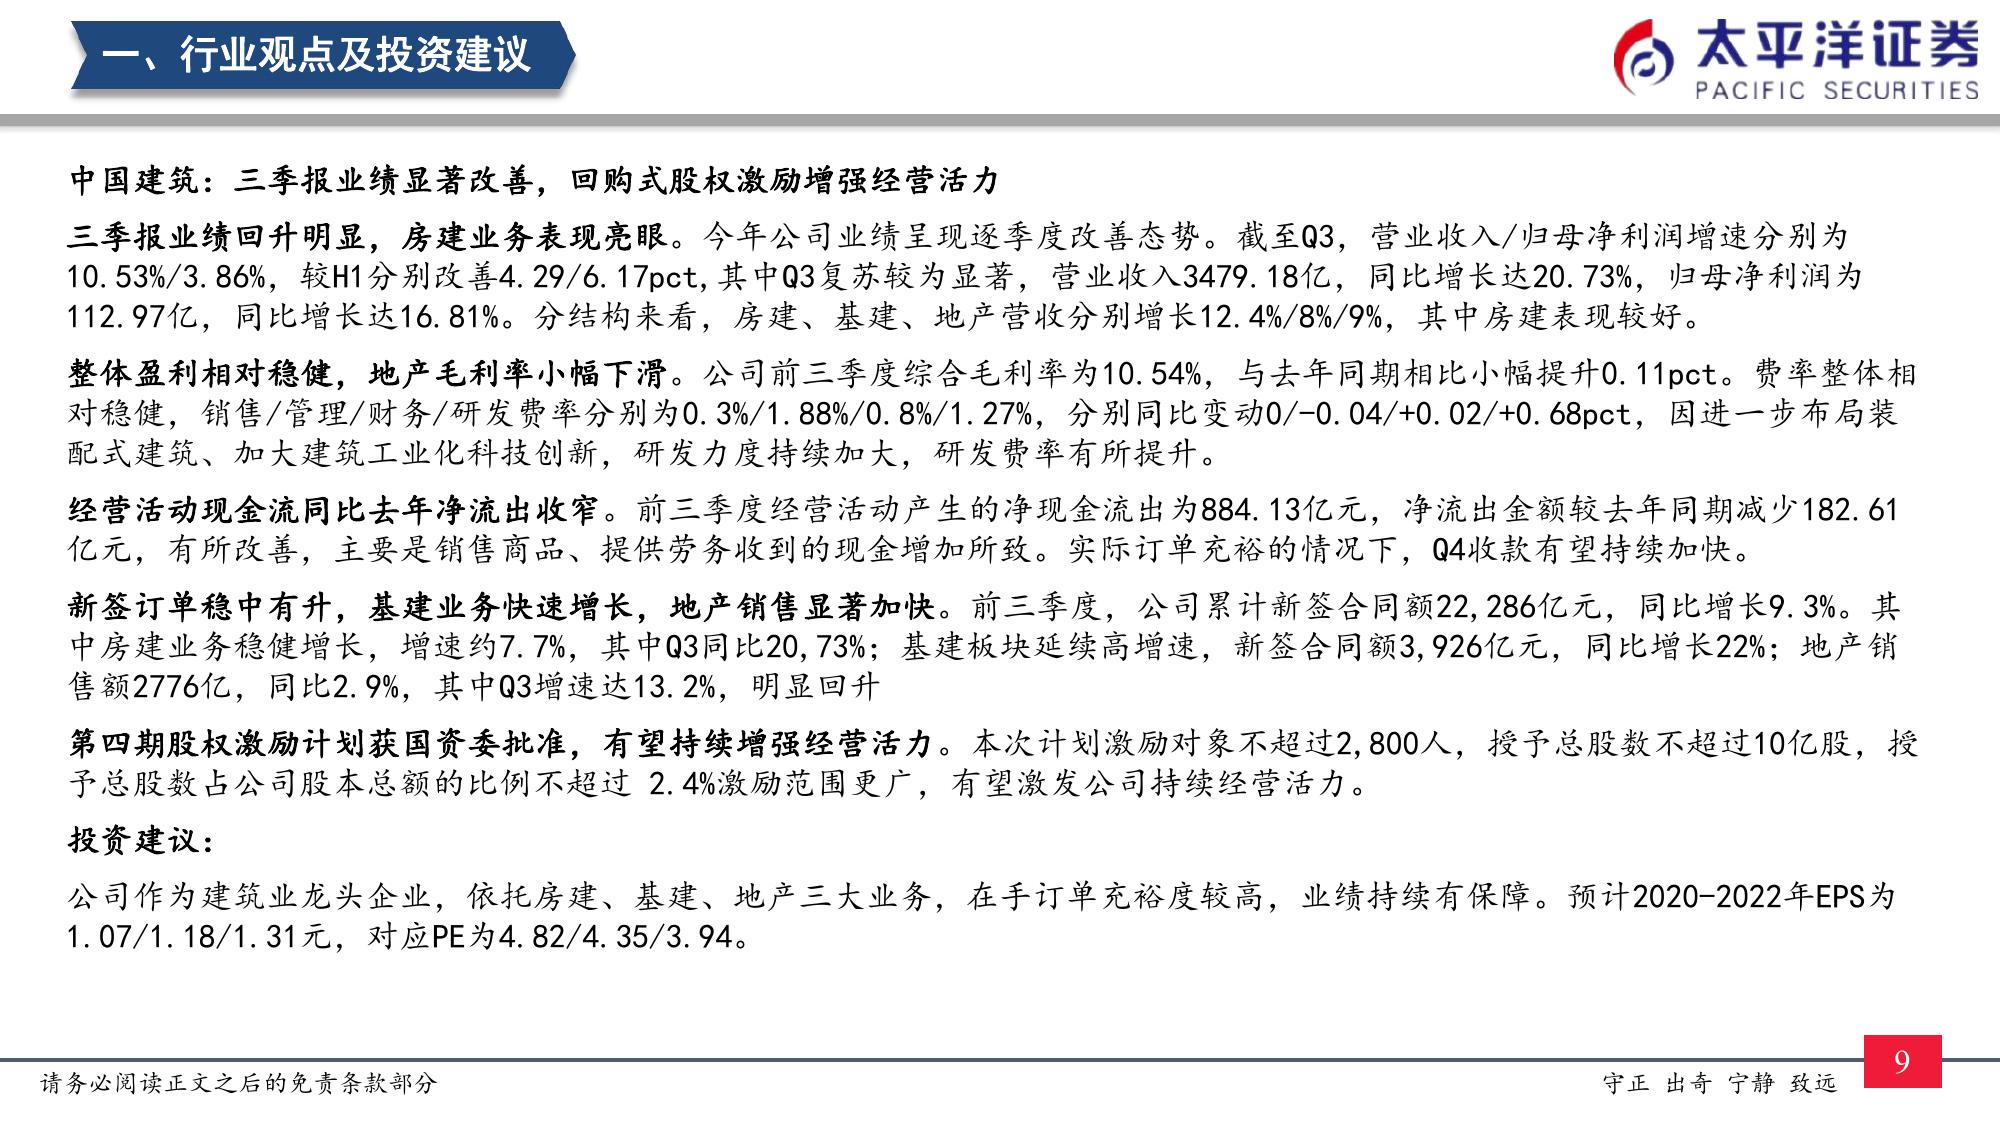 一、行业观点及投资建议
太平洋证券
PACIFIC SECURITIES
中国建筑：三季报业绩显著改善，回购式股权激励增强经营活力
三季报业绩回升明显，房建业务表现亮眼。今年公司业绩呈现逐季度改善态势。截至Q3，营业收入/归母净利润增速分别为
10.53%/3.86%，较H1分别改善4.29/6.17pct,其中Q3复苏较为显著，营业收入3479.18亿，同比增长达20.73%，归母净利润为
112.97亿，同比增长达16.81%。分结构来看，房建、基建、地产营收分别增长12.4%/8%/9%，其中房建表现较好。
整体盈利相对稳健，地产毛利率小幅下滑。公司前三季度综合毛利率为10.54%，与去年同期相比小幅提升0.11pct。费率整体相
对稳健，销售/管理/财务/研发费率分别为0.3%/1.88%/0.8%/1.27%，分别同比变动0/-0.04/+0.02/+0.68pct，因进一步布局装
配式建筑、加大建筑工业化科技创新，研发力度持续加大，研发费率有所提升。
经营活动现金流同比去年净流出收窄。前三季度经营活动产生的净现金流出为884.13亿元，净流出金额较去年同期减少182.61
亿元，有所改善，主要是销售商品、提供劳务收到的现金增加所致。实际订单充裕的情况下，Q4收款有望持续加快。
新签订单稳中有升，基建业务快速增长，地产销售显著加快。前三季度，公司累计新签合同额22,286亿元，同比增长9.3%。其
中房建业务稳健增长，增速约7.7%，其中Q3同比20,73%；基建板块延续高增速，新签合同额3,926亿元，同比增长22%；地产销
售额2776亿，同比2.9%，其中Q3增速达13.2%，明显回升
第四期股权激励计划获国资委批准，有望持续增强经营活力。本次计划激励对象不超过2,800人，授予总股数不超过10亿股，授
予总股数占公司股本总额的比例不超过 2.4%激励范围更广，有望激发公司持续经营活力。
投资建议：
公司作为建筑业龙头企业，依托房建、基建、地产三大业务，在手订单充裕度较高，业绩持续有保障。预计2020-2022年EPS为
1.07/1.18/1.31元，对应PE为4.82/4.35/3.94。
请务必阅读正文之后的免责条款部分
守正 出奇 宁静 致远
9